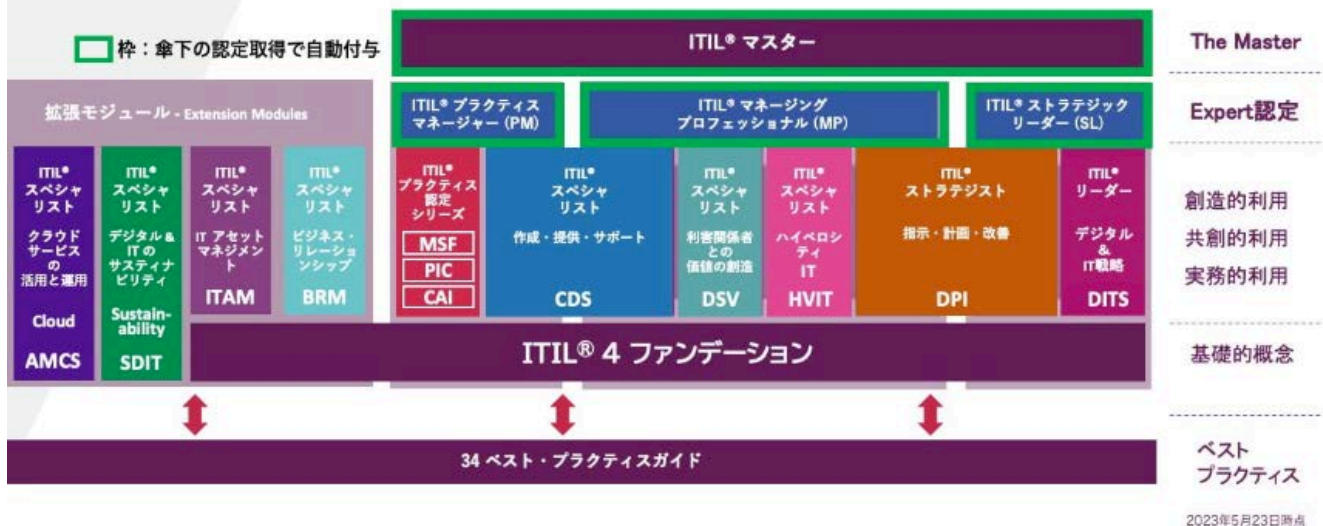 枠：傘下の認定取得で自動付与
ITIL® マスター
The Master
拡張モジュール - Extension Modules
ITIL® プラクティス
マネージャー (PM)
ITIL® マネージング
プロフェッショナル (MP)
ITIL® ストラテジック
リーダー (SL)
Expert認定
ITIL®
スペシャ
リスト
クラウド
サービス
の
活用と運用
Cloud
AMCS
ITIL®
スペシャ
リスト
デジタル &
IT の
サスティナ
ビリティ
Sustain-
ability
SDIT
ITIL®
スペシャ
リスト
IT アセット
マネジメン
ト
ITAM
ITIL®
スペシャ
リスト
ビジネス・
リレーショ
ンシップ
BRM
ITIL®
プラクティス
認定
シリーズ
MSF
PIC
CAI
ITIL®
スペシャ
リスト
作成・提供・サポート
CDS
ITIL®
スペシャ
リスト
利害関係者
との
価値の創造
DSV
ITIL®
スペシャ
リスト
ハイベロシ
ティ
IT
HVIT
ITIL®
ストラテジスト
指示・計画・改善
DPI
ITIL®
リーダー
デジタル
&
IT戦略
DITS
創造的利用
共創的利用
実務的利用
ITIL® 4 ファンデーション
基礎的概念
34 ベスト・プラクティスガイド
ベスト
プラクティス
2023年5月23日時点